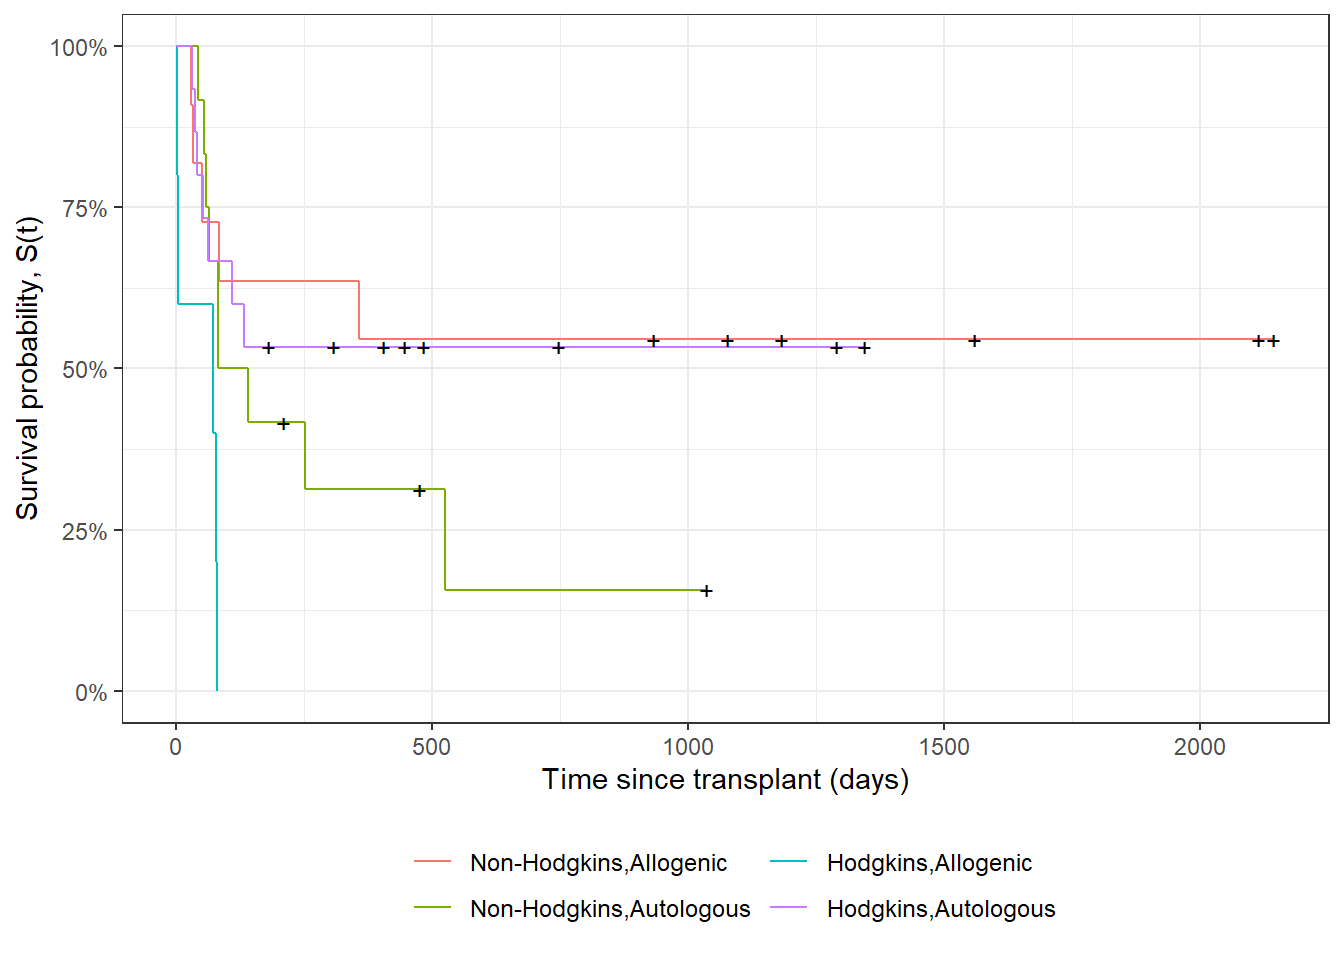 Survival probability, S(t)
100%
75%
50%
25%
0%
0 500 1000 1500 2000
Time since transplant (days)
Non-Hodgkins,Allogenic Hodgkins,Allogenic
Non-Hodgkins,Autologous Hodgkins,Autologous